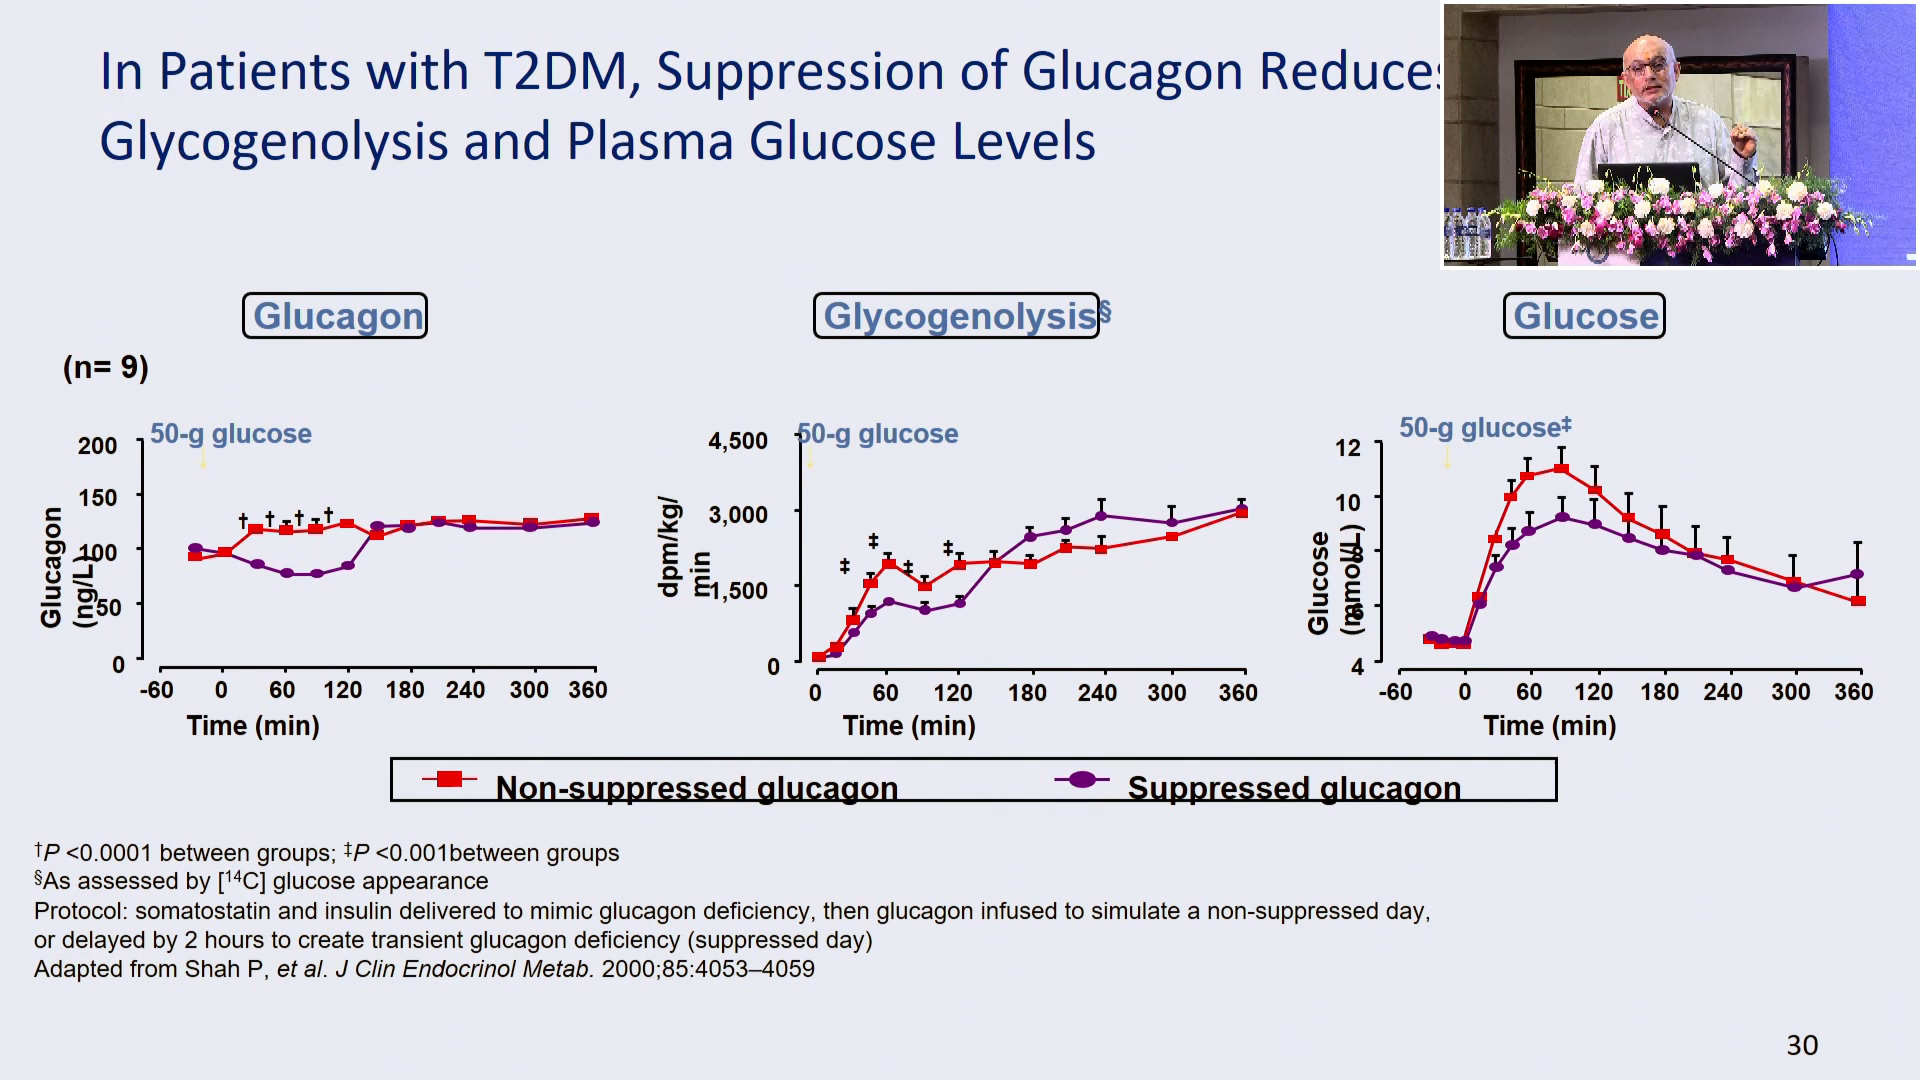 In Patients with T2DM, Suppression of Glucagon Reduces
Glycogenolysis and Plasma Glucose Levels
Glucagon
Glycogenolysis§
Glucose
(n= 9)
50-g glucose
Glucagon
(ng/L)
200
150
100
50
0
-60 0 60 120 180 240 300 360
Time (min)
† † † †
50-g glucose
dpm/kg/
min
4,500
3,000
1,500
0
0 60 120 180 240 300 360
Time (min)
‡ ‡ ‡ ‡
50-g glucose‡
Glucose
(nmol/L)
12
10
8
6
4
-60 0 60 120 180 240 300 360
Time (min)
Non-suppressed glucagon
Suppressed glucagon
†P <0.0001 between groups; ‡P <0.001between groups
§As assessed by [14C] glucose appearance
Protocol: somatostatin and insulin delivered to mimic glucagon deficiency, then glucagon infused to simulate a non-suppressed day,
or delayed by 2 hours to create transient glucagon deficiency (suppressed day)
Adapted from Shah P, et al. J Clin Endocrinol Metab. 2000;85:4053–4059
30